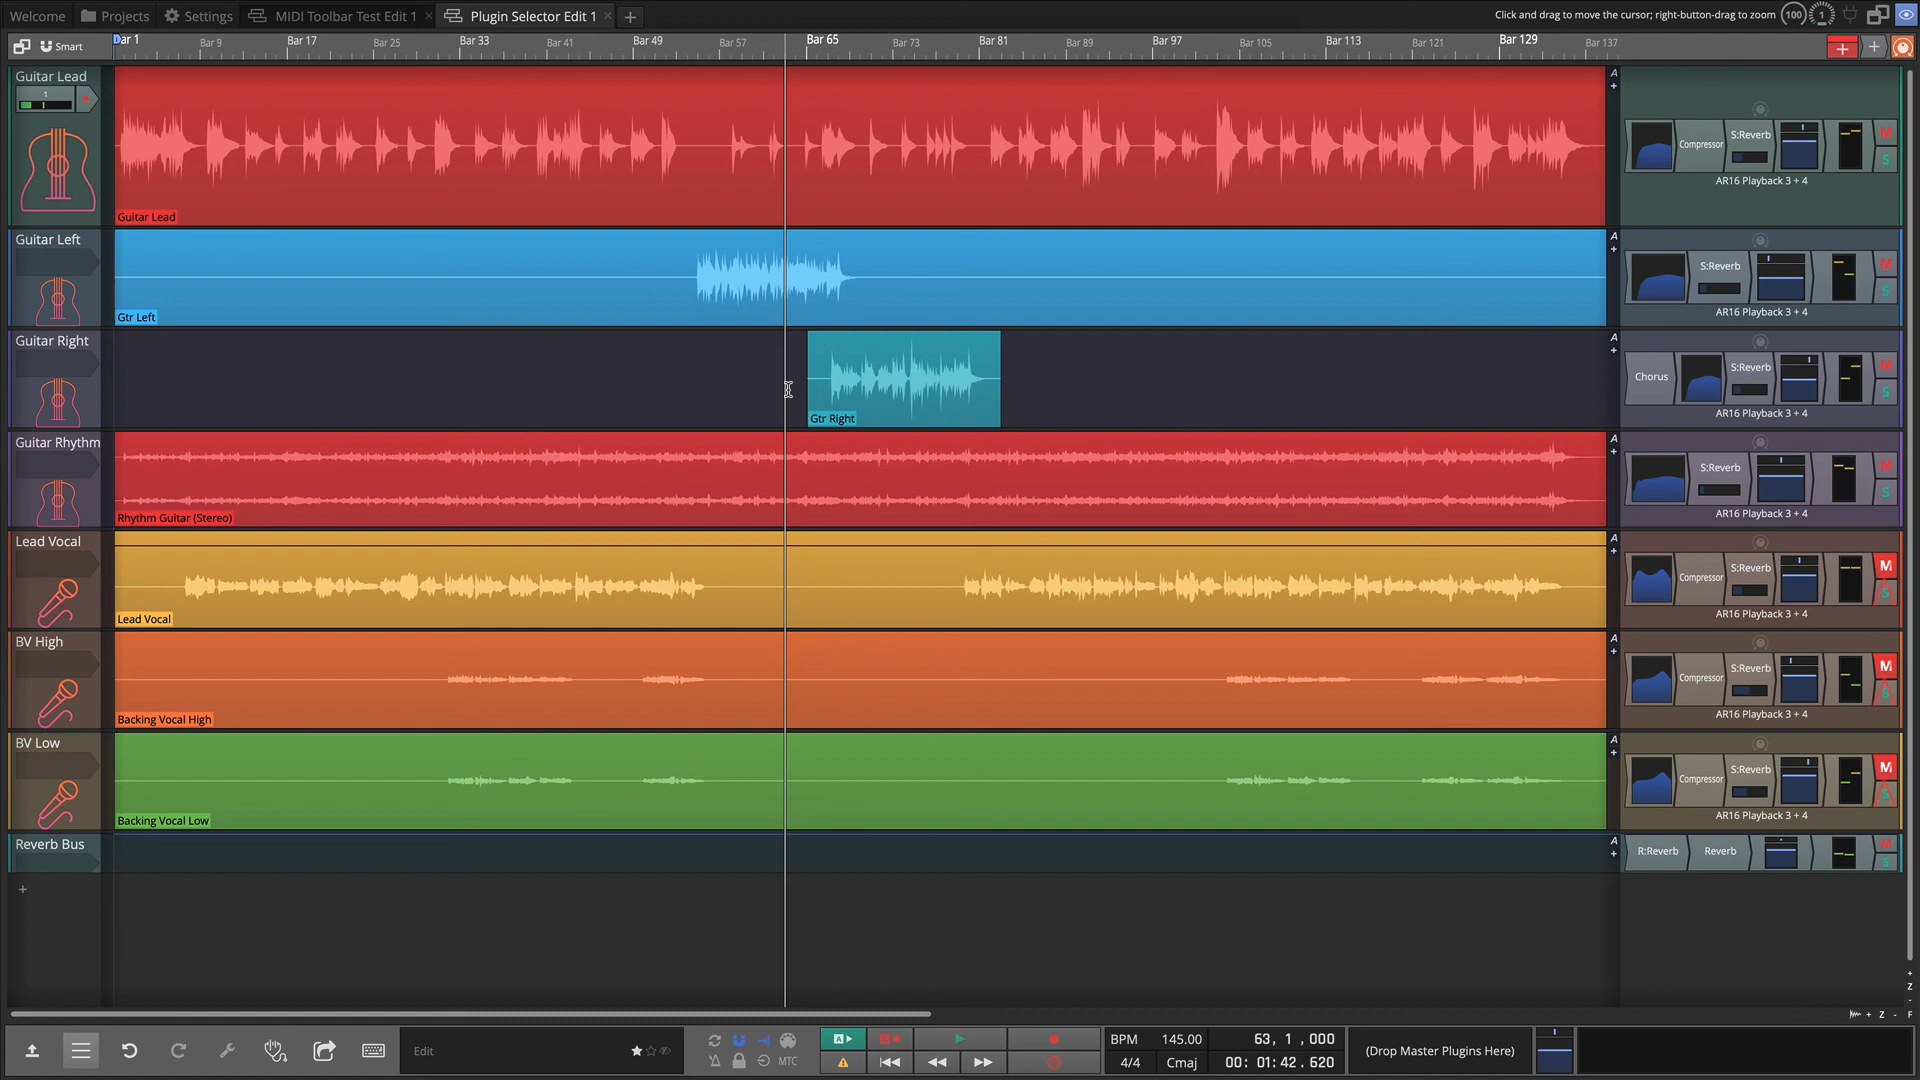 Welcome Projects Settings MIDI Toolbar Test Edit 1 × Plugin Selector Edit 1 × +
Click and drag to move the cursor; right-button-drag to zoom 100 1
Smart
Bar 1 Bar 9 Bar 17 Bar 25 Bar 33 Bar 41 Bar 49 Bar 57 Bar 65 Bar 73 Bar 81 Bar 89 Bar 97 Bar 105 Bar 113 Bar 121 Bar 129 Bar 137
+ +
Guitar Lead
1
Guitar Lead
A
+
Compressor S:Reverb M
S
AR16 Playback 3 + 4
Guitar Left
Gtr Left
A
+
S:Reverb M
S
AR16 Playback 3 + 4
Guitar Right
Gtr Right
A
+
Chorus S:Reverb M
S
AR16 Playback 3 + 4
Guitar Rhythm
Rhythm Guitar (Stereo)
A
+
S:Reverb M
S
AR16 Playback 3 + 4
Lead Vocal
Lead Vocal
A
+
Compressor S:Reverb M
S
AR16 Playback 3 + 4
BV High
Backing Vocal High
A
+
Compressor S:Reverb M
S
AR16 Playback 3 + 4
BV Low
Backing Vocal Low
A
+
Compressor S:Reverb M
S
AR16 Playback 3 + 4
Reverb Bus
A
+
R:Reverb Reverb M
S
+
+
Z
-
+ Z - F
Edit
MTC
A
BPM 145.00
4/4 Cmaj
63, 1 ,000
00: 01:42.620
(Drop Master Plugins Here)